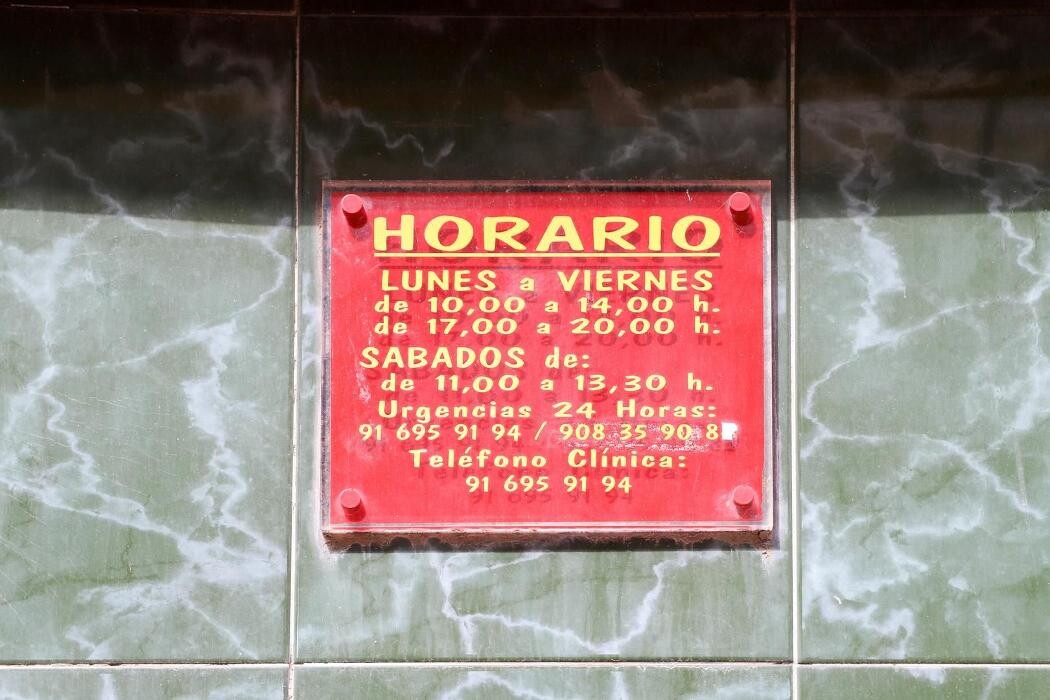 HORARIO
LUNES a VIERNES
de 10,00 a 14,00 h.
de 17,00 a 20,00 h.
SABADOS de:
de 11,00 a 13,30 h.
Urgencias 24 Horas:
91 695 91 94 / 908 35 90
Teléfono Clínica:
91 695 91 94